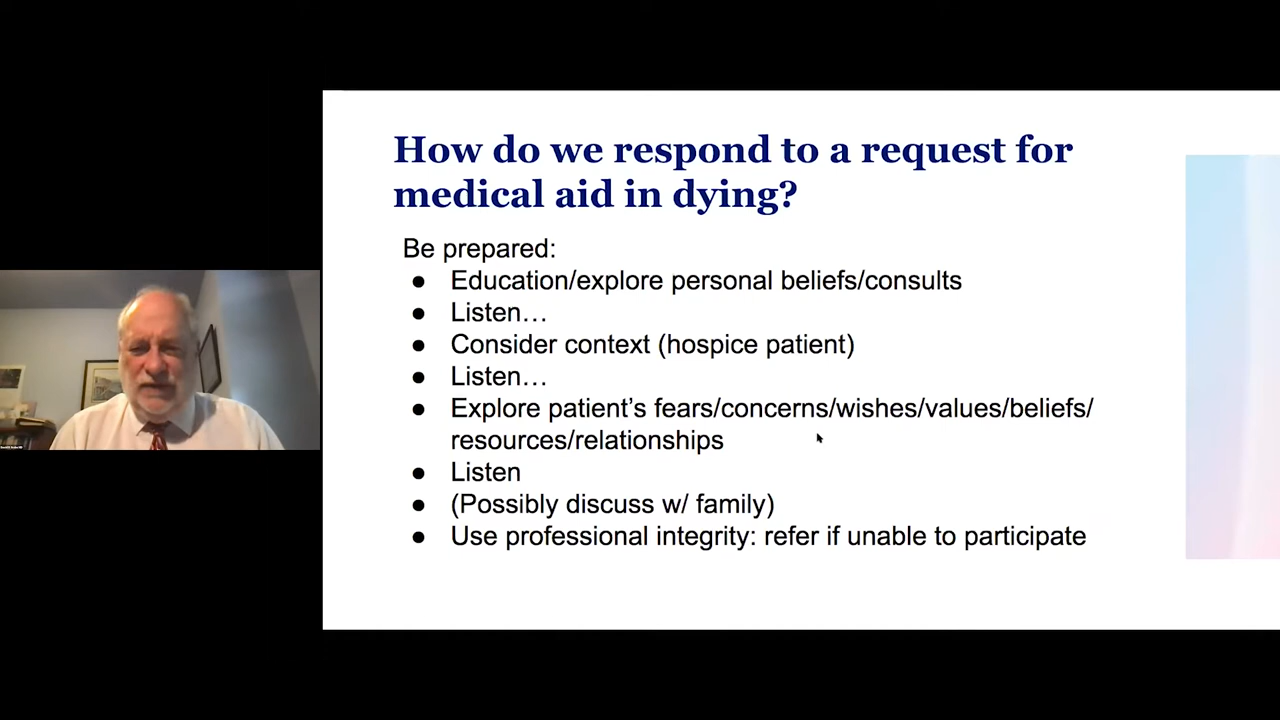 How do we respond to a request for
medical aid in dying?
Be prepared:
● Education/explore personal beliefs/consults
● Listen…
● Consider context (hospice patient)
● Listen…
● Explore patient’s fears/concerns/wishes/values/beliefs/
resources/relationships
● Listen
● (Possibly discuss w/ family)
● Use professional integrity: refer if unable to participate